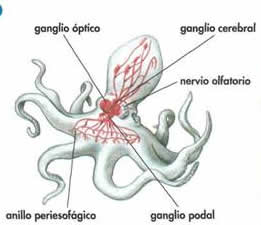 ganglio óptico
ganglio cerebral
nervio olfatorio
anillo periesofágico
ganglio podal